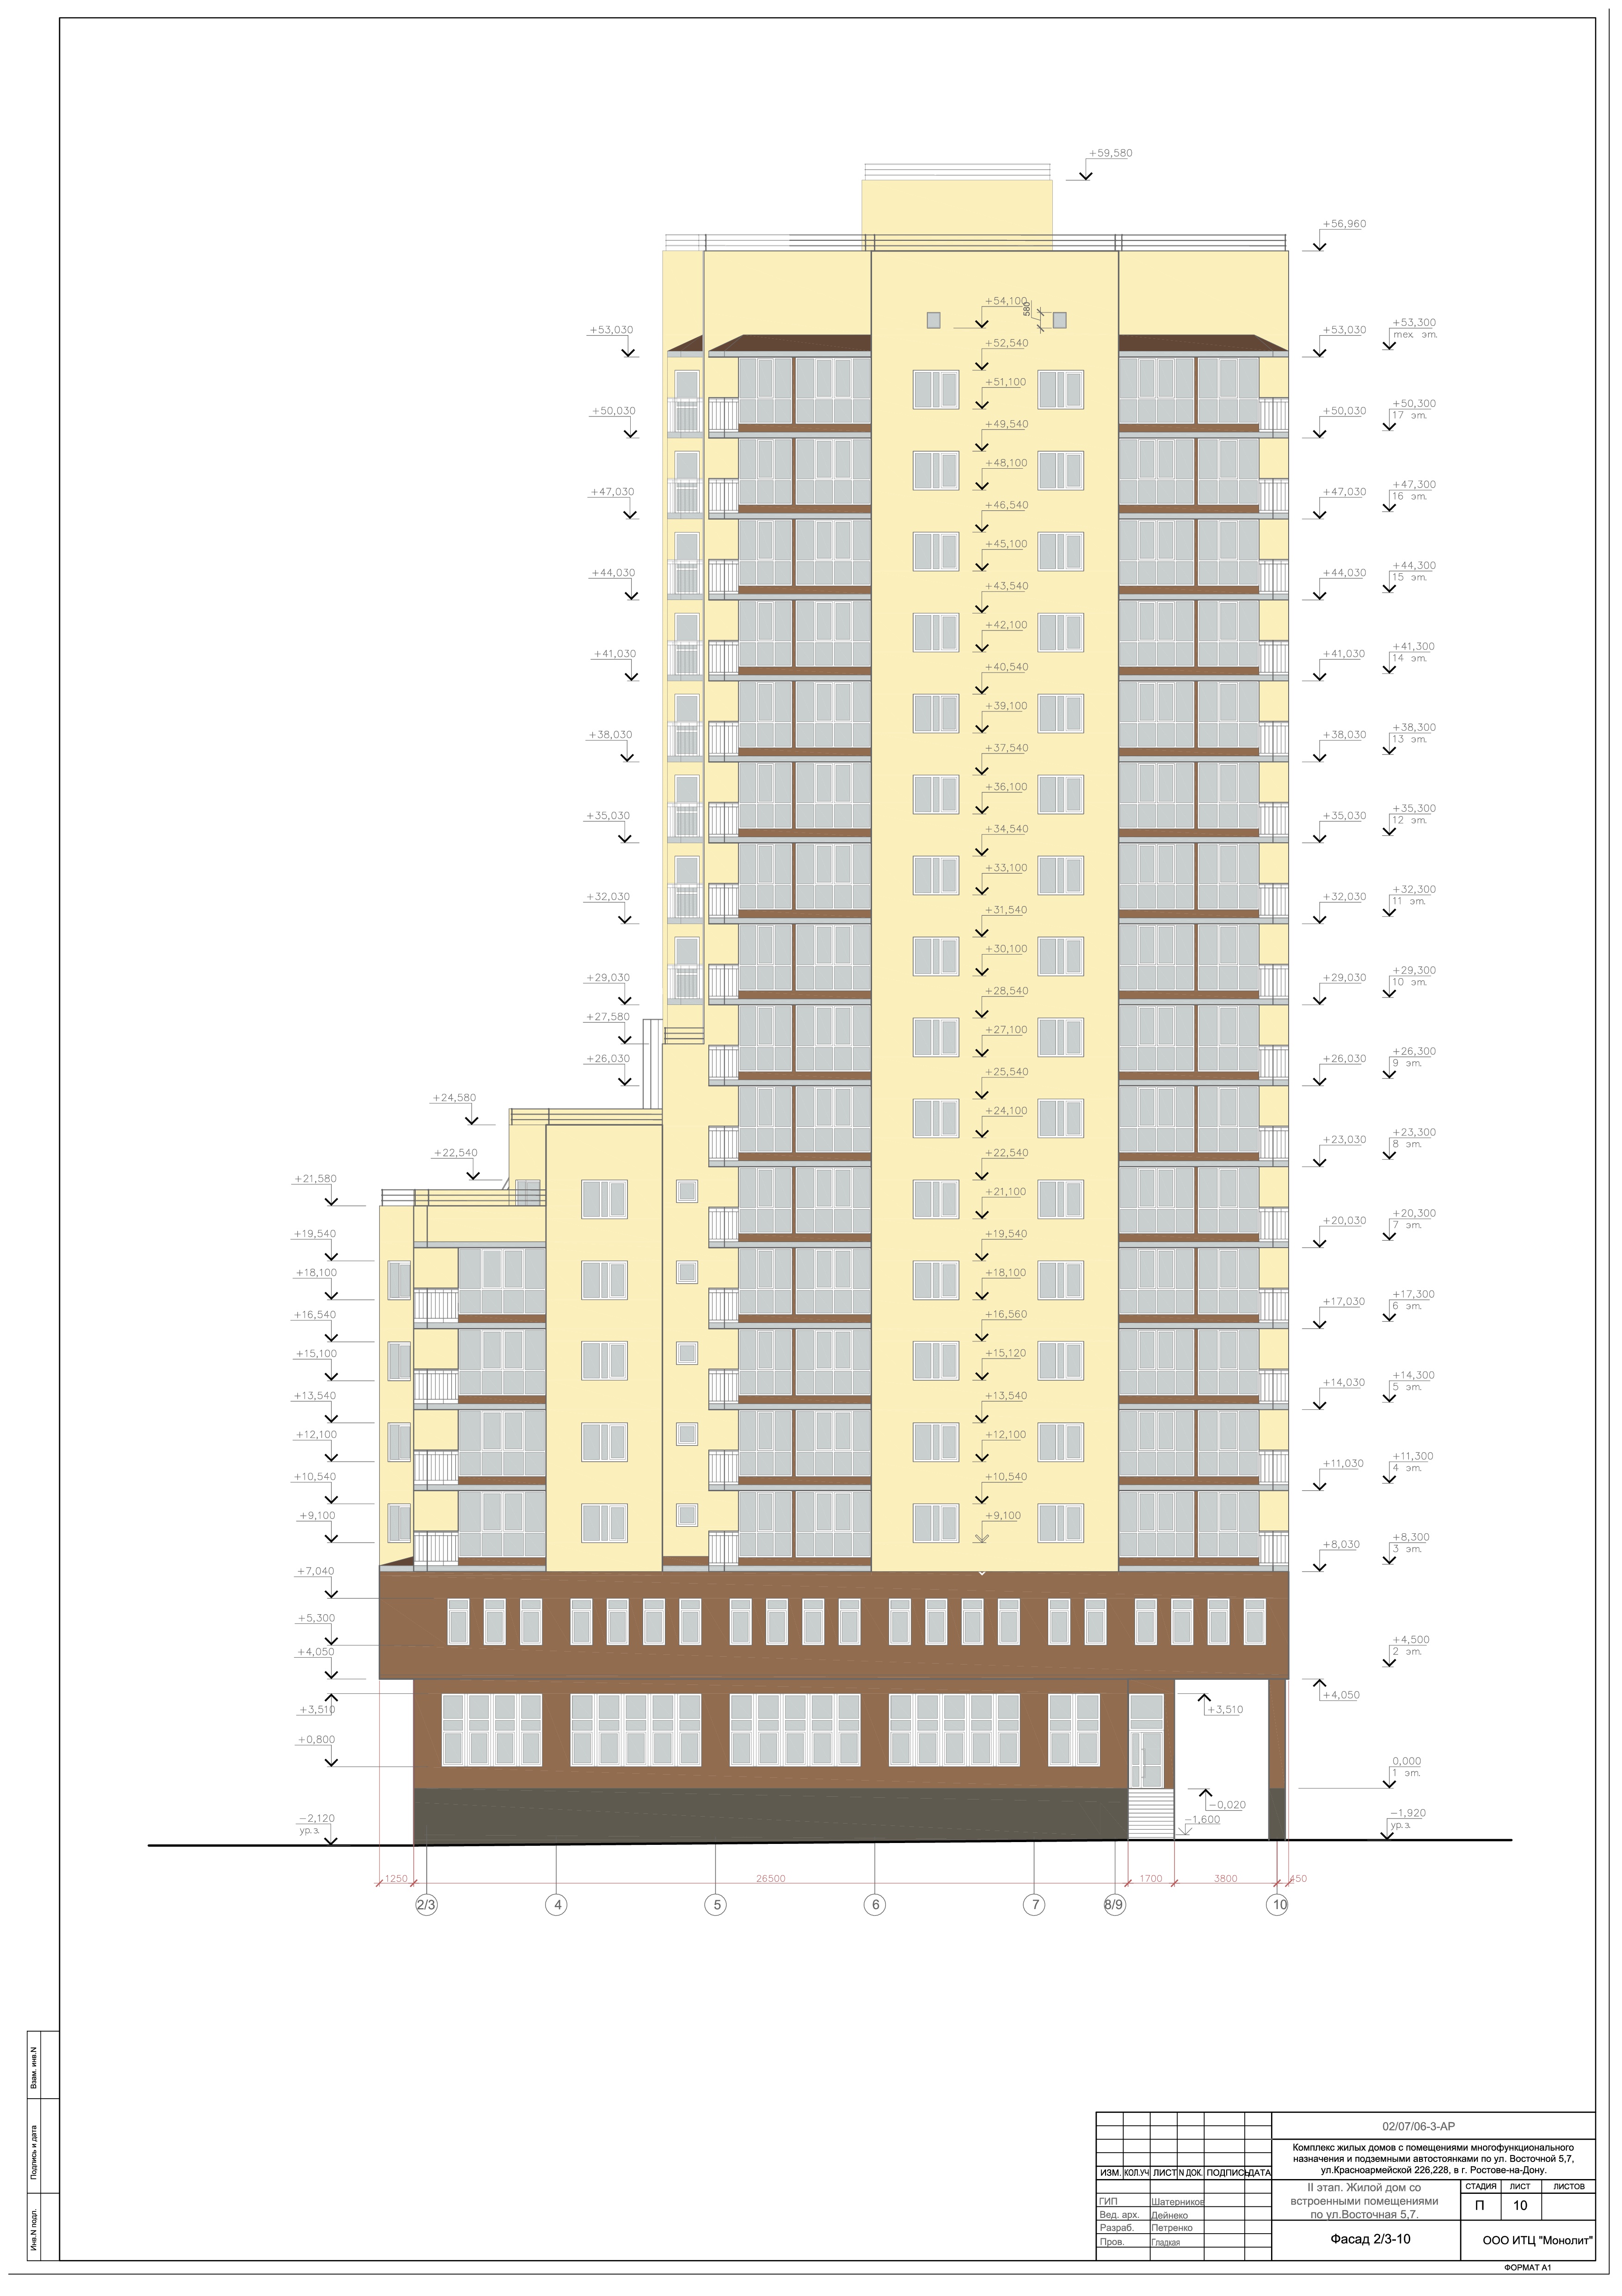 +59,580
+56,960
+54,100
580
+53,030
+52,540
+53,030
+53,300
тех. эт.
+51,100
+50,030
+50,030
+50,300
17 эт.
+49,540
+48,100
+47,030
+47,030
+47,300
16 эт.
+46,540
+45,100
+44,030
+44,030
+44,300
15 эт.
+43,540
+42,100
+41,030
+41,030
+41,300
14 эт.
+40,540
+39,100
+38,030
+38,030
+38,300
13 эт.
+37,540
+36,100
+35,030
+35,030
+35,300
12 эт.
+34,540
+33,100
+32,030
+32,030
+32,300
11 эт.
+31,540
+30,100
+29,030
+29,030
+29,300
10 эт.
+28,540
+27,580
+27,100
+26,030
+26,030
+26,300
9 эт.
+25,540
+24,580
+24,100
+23,030
+23,300
8 эт.
+22,540
+22,540
+21,580
+21,100
+20,030
+20,300
7 эт.
+19,540
+19,540
+18,100
+18,100
+17,030
+17,300
6 эт.
+16,540
+16,560
+15,100
+15,120
+14,030
+14,300
5 эт.
+13,540
+13,540
+12,100
+12,100
+11,030
+11,300
4 эт.
+10,540
+10,540
+9,100
+9,100
+8,030
+8,300
3 эт.
+7,040
+5,300
+4,500
2 эт.
+4,050
+4,050
+3,510
+3,510
+0,800
0,000
1 эт.
-0,020
-1,600
-2,120
ур.з.
-1,920
ур.з.
1250
26500
1700
3800
450
2/3
4
5
6
7
8/9
10
Взам. инв.N
Подпись и дата
Инв.N подл.
02/07/06-3-АР
Комплекс жилых домов с помещениями многофункционального
назначения и подземными автостоянками по ул. Восточной 5,7,
ул.Красноармейской 226,228, в г. Ростове-на-Дону.
ИЗМ. КОЛ.УЧ ЛИСТ N ДОК. ПОДПИСЬ ДАТА
II этап. Жилой дом со
встроенными помещениями
по ул.Восточная 5,7.
СТАДИЯ ЛИСТ ЛИСТОВ
П 10
ГИП Шатерников
Вед. арх. Дейнеко
Разраб. Петренко
Пров. Гладкая
Фасад 2/3-10
ООО ИТЦ "Монолит"
ФОРМАТ А1